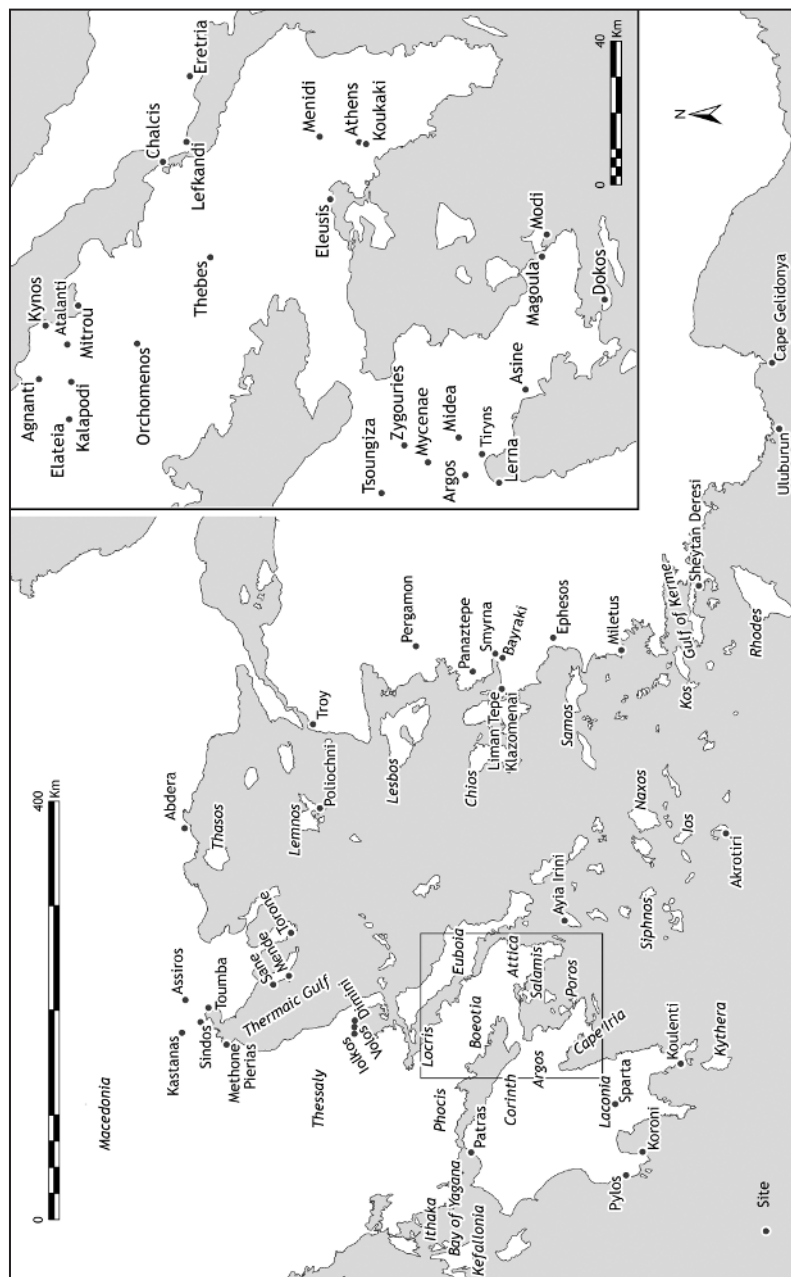 0
400
Km
Macedonia
Kastanas
Assiros
Sindos
Toumba
Methone
Pierias
Thermaic Gulf
Sane
Mende
Torone
Abdera
Thasos
Lemnos
Poliochni
Troy
Thessaly
Iolkos
Volos
Dimini
Lesbos
Pergamon
Panaztepe
Smyrna
Bayraki
Liman Tepe
Klazomenai
Chios
Ephesos
Samos
Miletus
Ithaka
Bay of Yagana
Kefallonia
Phocis
Patras
Locris
Boeotia
Euboia
Attica
Salamis
Corinth
Argos
Poros
Cape Iria
Ayia Irini
Laconia
Sparta
Pylos
Koroni
Koulenti
Kythera
Siphnos
Naxos
Ios
Akrotiri
Kos
Gulf of Kerme
Sheytan Deresi
Rhodes
Uluburun
Cape Gelidonya
Site
Agnanti
Kynos
Elateia
Atalanti
Kalapodi
Mitrou
Orchomenos
Chalcis
Lefkandi
Eretria
Thebes
Menidi
Athens
Koukaki
Eleusis
Tsoungiza
Zygouries
Mycenae
Midea
Argos
Tiryns
Lerna
Asine
Magoula
Modi
Dokos
0
40
Km
N